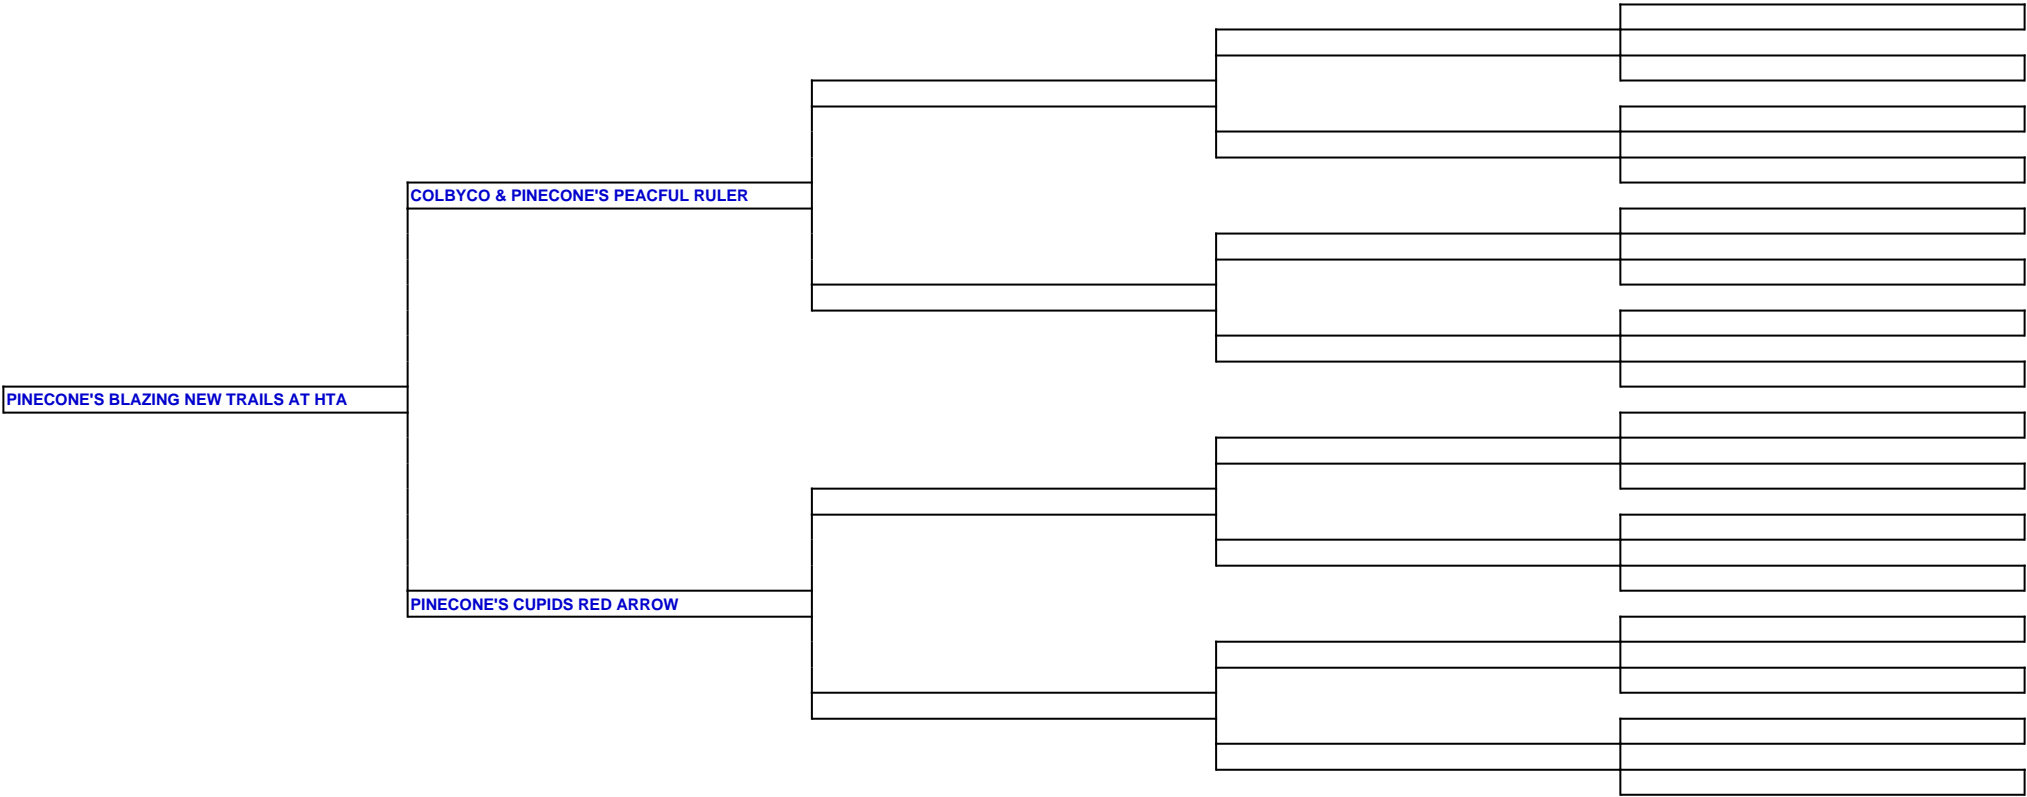 COLBYCO & PINECONE'S PEACFUL RULER
PINECONE'S BLAZING NEW TRAILS AT HTA
PINECONE'S CUPIDS RED ARROW